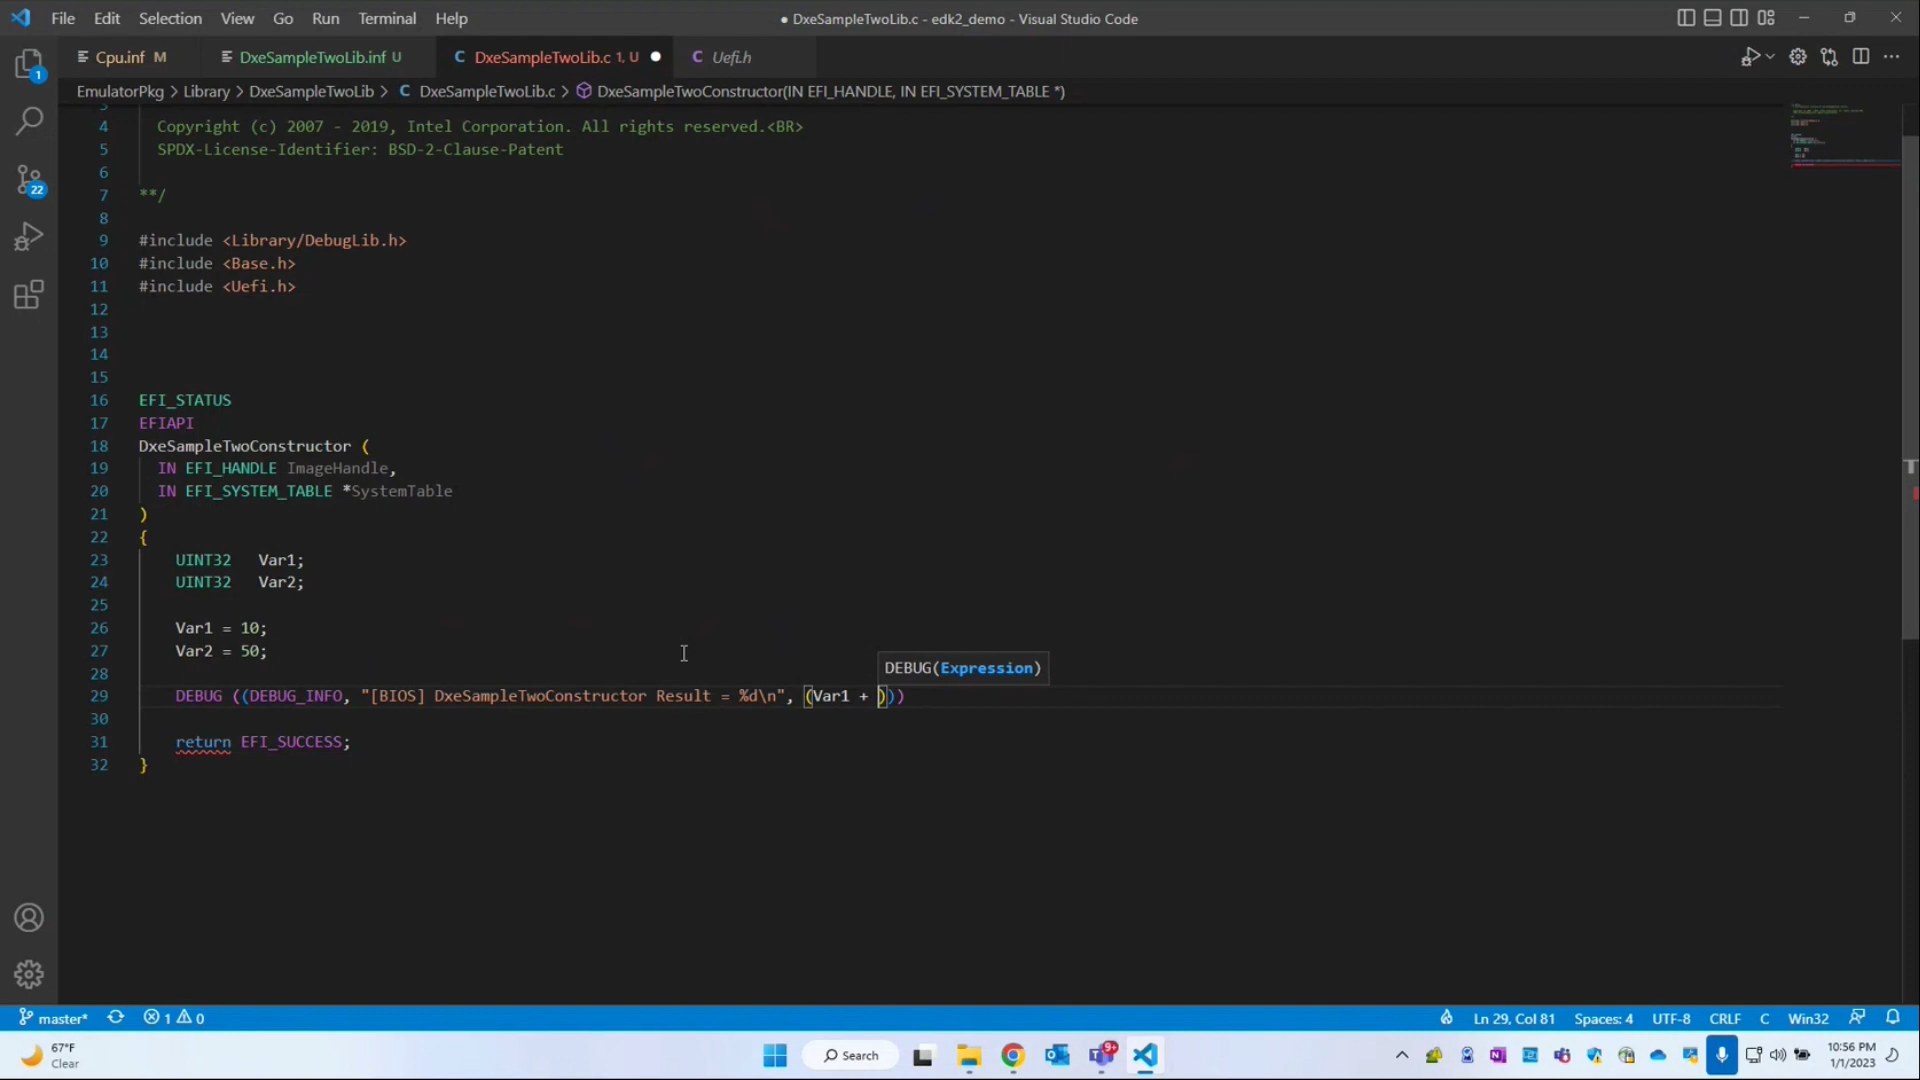 File Edit Selection View Go Run Terminal Help
● DxeSampleTwoLib.c - edk2_demo - Visual Studio Code
Cpu.inf M
DxeSampleTwoLib.inf U
C DxeSampleTwoLib.c 1, U
C Uefi.h
EmulatorPkg > Library > DxeSampleTwoLib > C DxeSampleTwoLib.c > DxeSampleTwoConstructor(IN EFI_HANDLE, IN EFI_SYSTEM_TABLE *)
1
22
3
4 Copyright (c) 2007 - 2019, Intel Corporation. All rights reserved.<BR>
5 SPDX-License-Identifier: BSD-2-Clause-Patent
6
7 **/
8
9 #include <Library/DebugLib.h>
10 #include <Base.h>
11 #include <Uefi.h>
12
13
14
15
16 EFI_STATUS
17 EFIAPI
18 DxeSampleTwoConstructor (
19 IN EFI_HANDLE ImageHandle,
20 IN EFI_SYSTEM_TABLE *SystemTable
21 )
22 {
23 UINT32 Var1;
24 UINT32 Var2;
25
26 Var1 = 10;
27 Var2 = 50;
28
DEBUG(Expression)
29 DEBUG ((DEBUG_INFO, "[BIOS] DxeSampleTwoConstructor Result = %d\n", (Var1 + )))
30
31 return EFI_SUCCESS;
32 }
master* 1 0
Ln 29, Col 81 Spaces: 4 UTF-8 CRLF C Win32
67°F
Clear
Search
9+
10:56 PM
1/1/2023